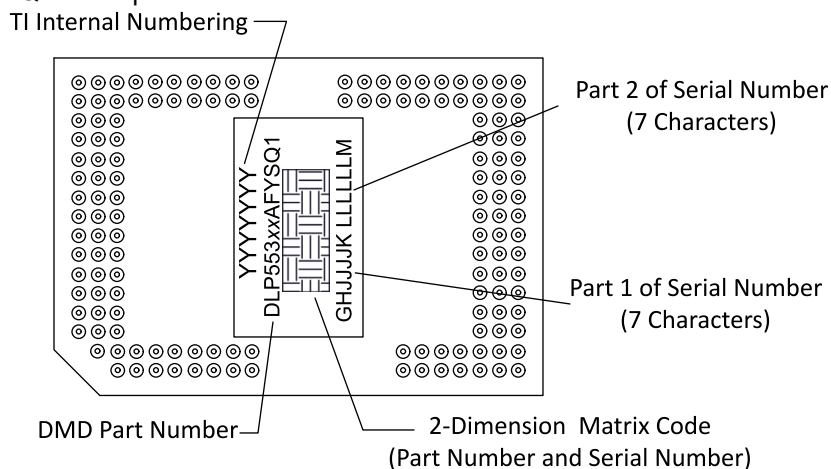 TI Internal Numbering
Part 2 of Serial Number
(7 Characters)
YYYYYYY
DLP553xxAFYSQ1
GHJJJJK LLLLLLM
Part 1 of Serial Number
(7 Characters)
DMD Part Number
2-Dimension Matrix Code
(Part Number and Serial Number)